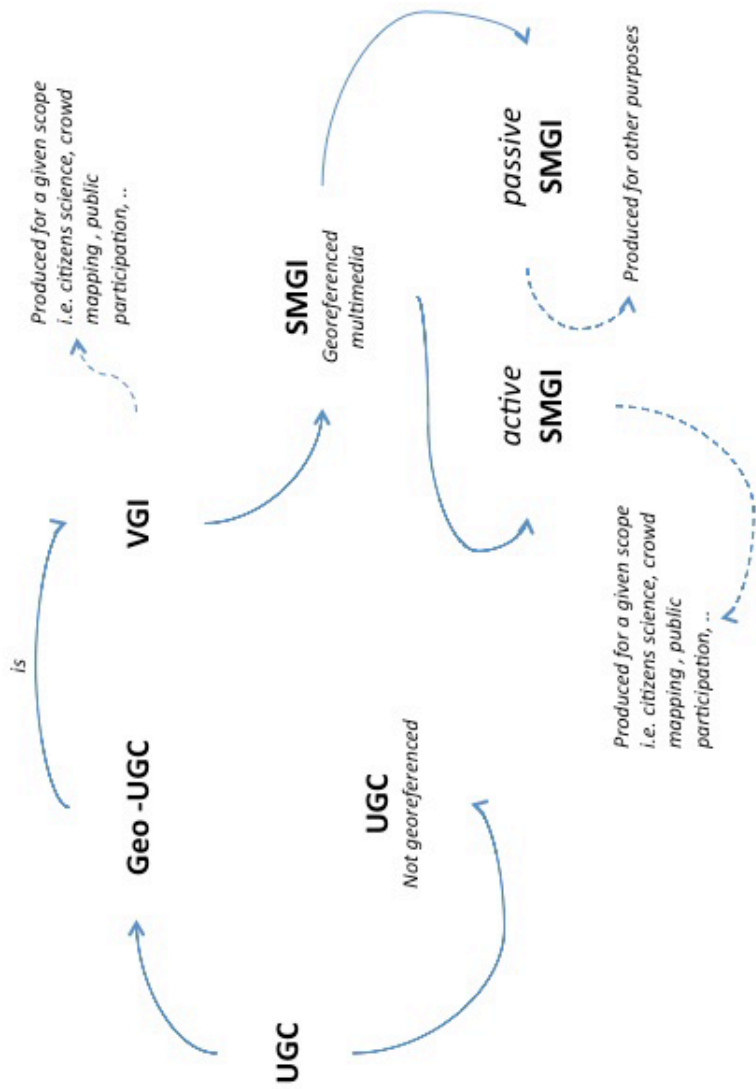 is
Produced for a given scope
i.e. citizens science, crowd
mapping , public
participation, ..
Geo -UGC
VGI
SMGI
Georeferenced
multimedia
UGC
UGC
Not georeferenced
active
SMGI
passive
SMGI
Produced for a given scope
i.e. citizens science, crowd
mapping , public
participation, ..
Produced for other purposes